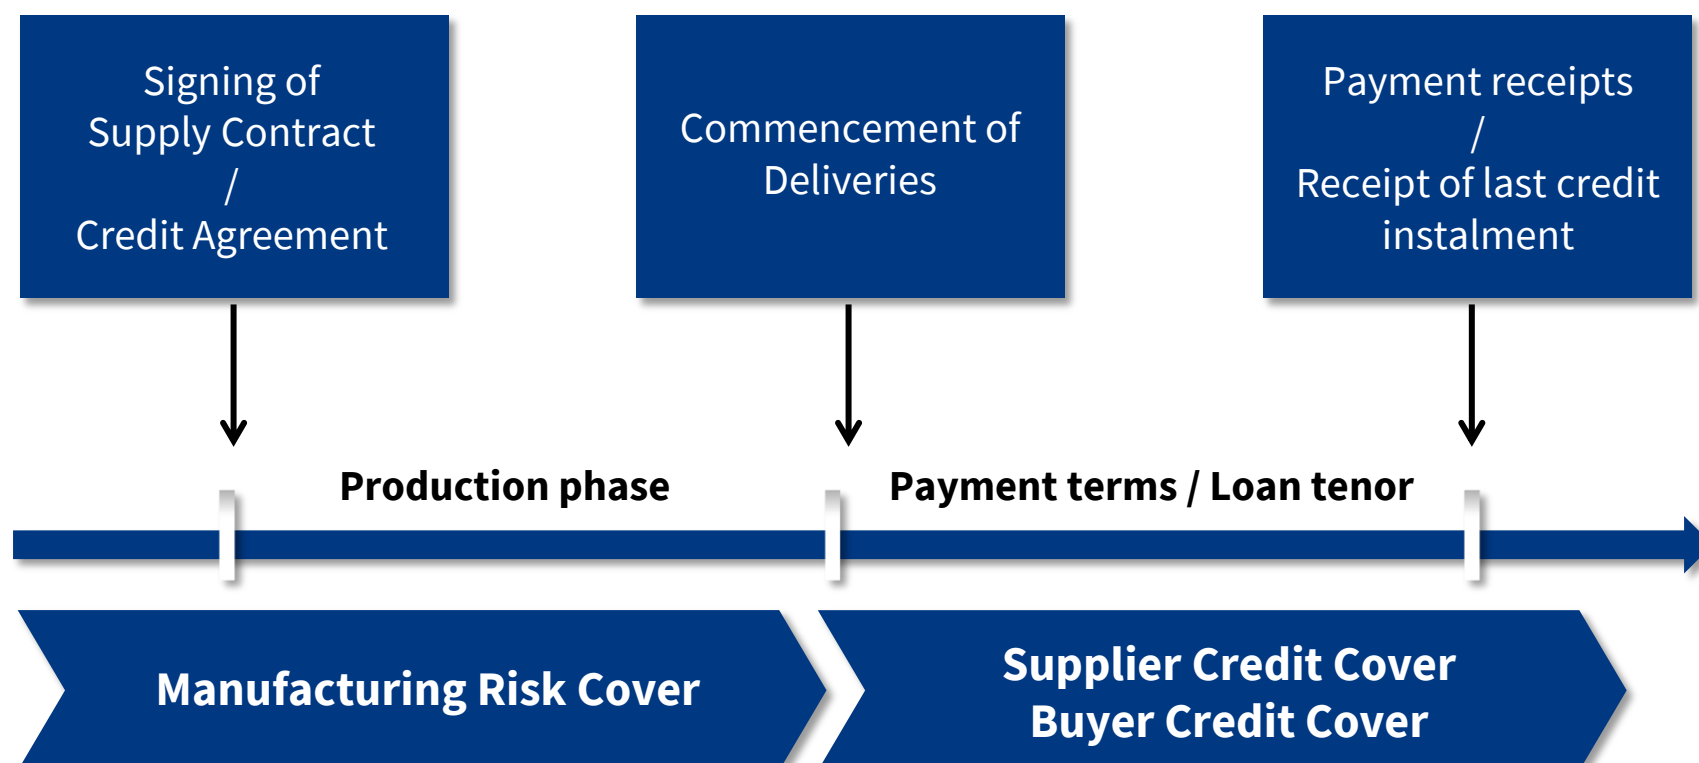 Signing of
Supply Contract
/
Credit Agreement
Commencement of
Deliveries
Payment receipts
/
Receipt of last credit
instalment
Production phase
Payment terms / Loan tenor
Manufacturing Risk Cover
Supplier Credit Cover
Buyer Credit Cover